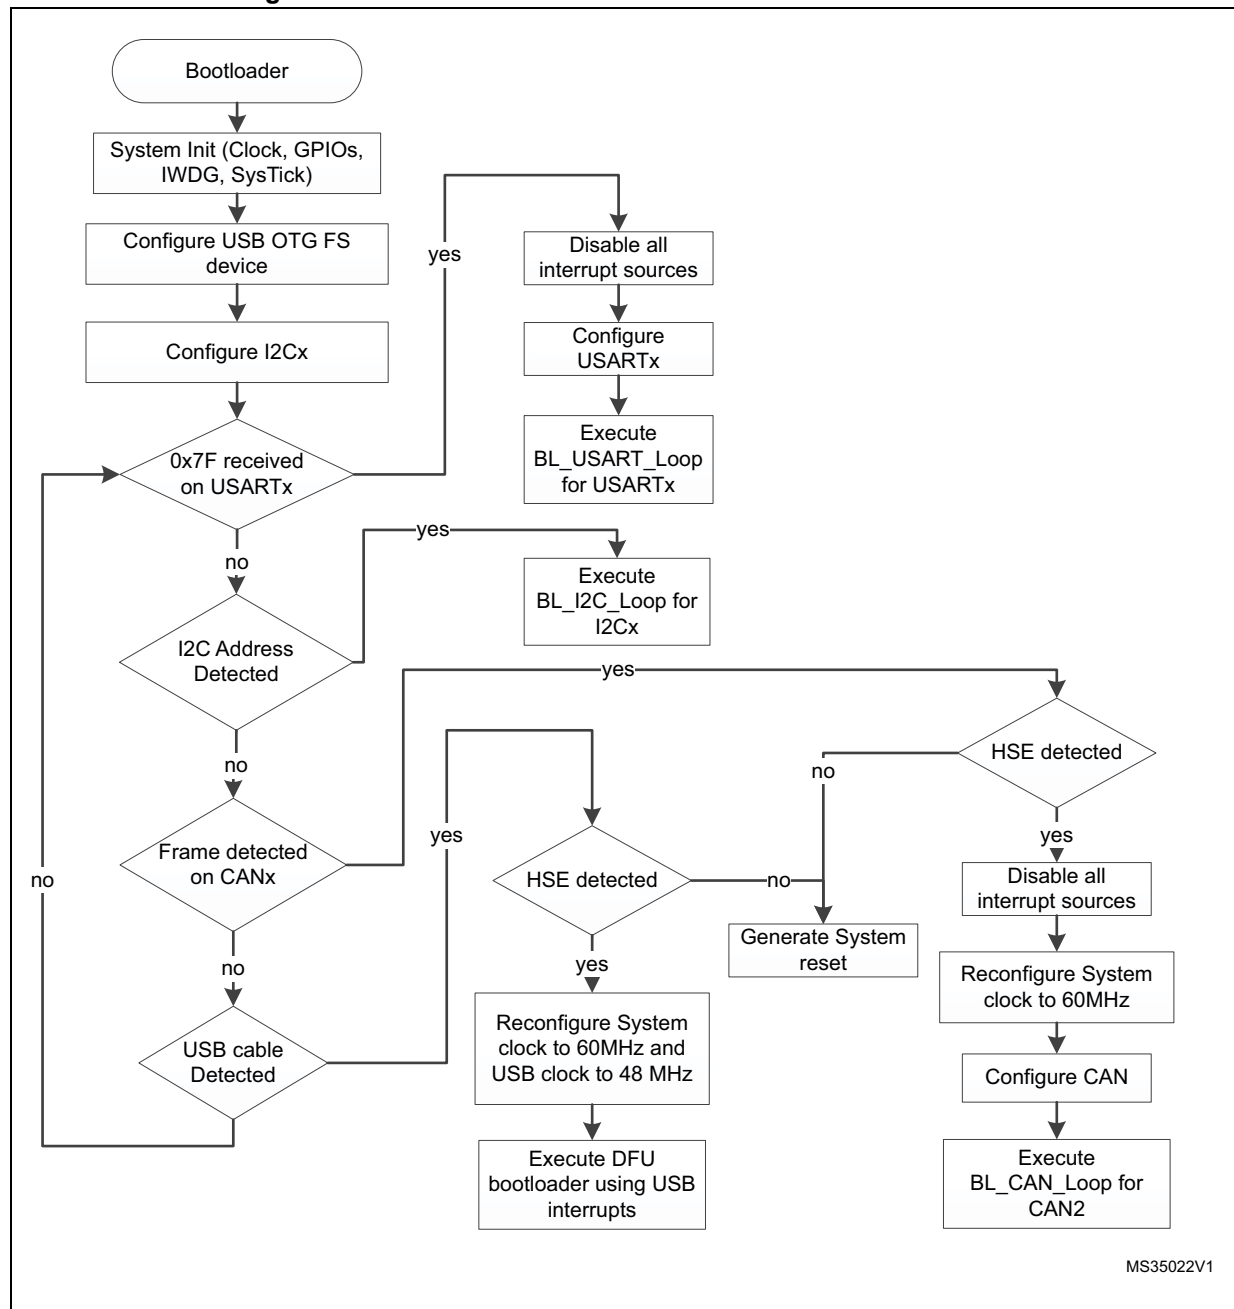 Bootloader
System Init (Clock, GPIOs,
IWDG, SysTick)
Configure USB OTG FS
device
Configure I2Cx
0x7F received
on USARTx
yes
Disable all
interrupt sources
Configure
USARTx
Execute
BL_USART_Loop
for USARTx
no
I2C Address
Detected
yes
Execute
BL_I2C_Loop for
I2Cx
no
Frame detected
on CANx
yes
HSE detected
no
yes
Disable all
interrupt sources
Reconfigure System
clock to 60MHz
Configure CAN
Execute
BL_CAN_Loop for
CAN2
no
USB cable
Detected
yes
HSE detected
no
Generate System
reset
yes
Reconfigure System
clock to 60MHz and
USB clock to 48 MHz
Execute DFU
bootloader using USB
interrupts
no
MS35022V1